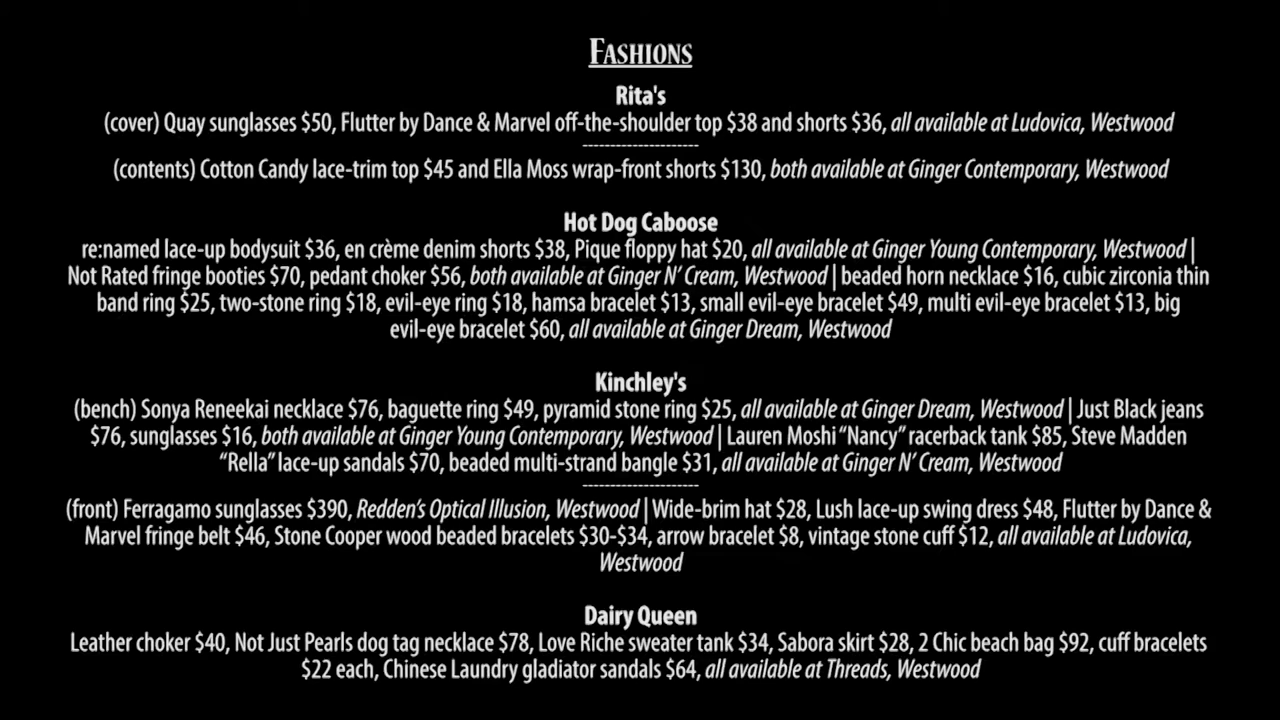 FASHIONS
Rita's
(cover) Quay sunglasses $50, Flutter by Dance & Marvel off-the-shoulder top $38 and shorts $36, all available at Ludovica, Westwood
---------------------
(contents) Cotton Candy lace-trim top $45 and Ella Moss wrap-front shorts $130, both available at Ginger Contemporary, Westwood
Hot Dog Caboose
re:named lace-up bodysuit $36, en crème denim shorts $38, Pique floppy hat $20, all available at Ginger Young Contemporary, Westwood |
Not Rated fringe booties $70, pedant choker $56, both available at Ginger N’ Cream, Westwood | beaded horn necklace $16, cubic zirconia thin
band ring $25, two-stone ring $18, evil-eye ring $18, hamsa bracelet $13, small evil-eye bracelet $49, multi evil-eye bracelet $13, big
evil-eye bracelet $60, all available at Ginger Dream, Westwood
Kinchley's
(bench) Sonya Reneekai necklace $76, baguette ring $49, pyramid stone ring $25, all available at Ginger Dream, Westwood | Just Black jeans
$76, sunglasses $16, both available at Ginger Young Contemporary, Westwood | Lauren Moshi “Nancy” racerback tank $85, Steve Madden
“Rella” lace-up sandals $70, beaded multi-strand bangle $31, all available at Ginger N’ Cream, Westwood
---------------------
(front) Ferragamo sunglasses $390, Redden’s Optical Illusion, Westwood | Wide-brim hat $28, Lush lace-up swing dress $48, Flutter by Dance &
Marvel fringe belt $46, Stone Cooper wood beaded bracelets $30-$34, arrow bracelet $8, vintage stone cuff $12, all available at Ludovica,
Westwood
Dairy Queen
Leather choker $40, Not Just Pearls dog tag necklace $78, Love Riche sweater tank $34, Sabora skirt $28, 2 Chic beach bag $92, cuff bracelets
$22 each, Chinese Laundry gladiator sandals $64, all available at Threads, Westwood